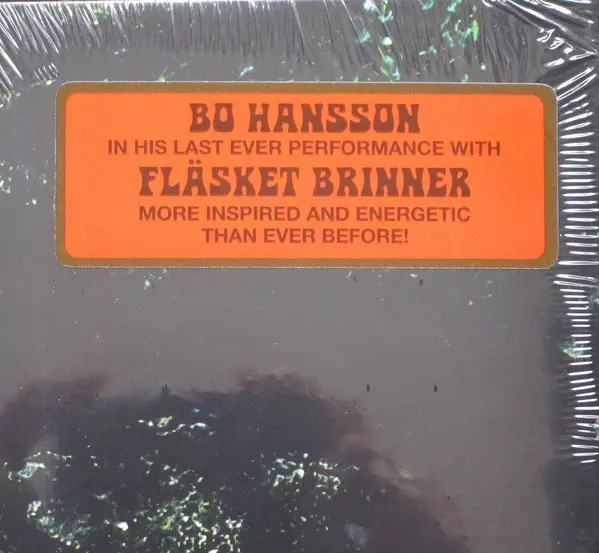 BO HANSSON
IN HIS LAST EVER PERFORMANCE WITH
FLÄSKET BRINNER
MORE INSPIRED AND ENERGETIC
THAN EVER BEFORE!